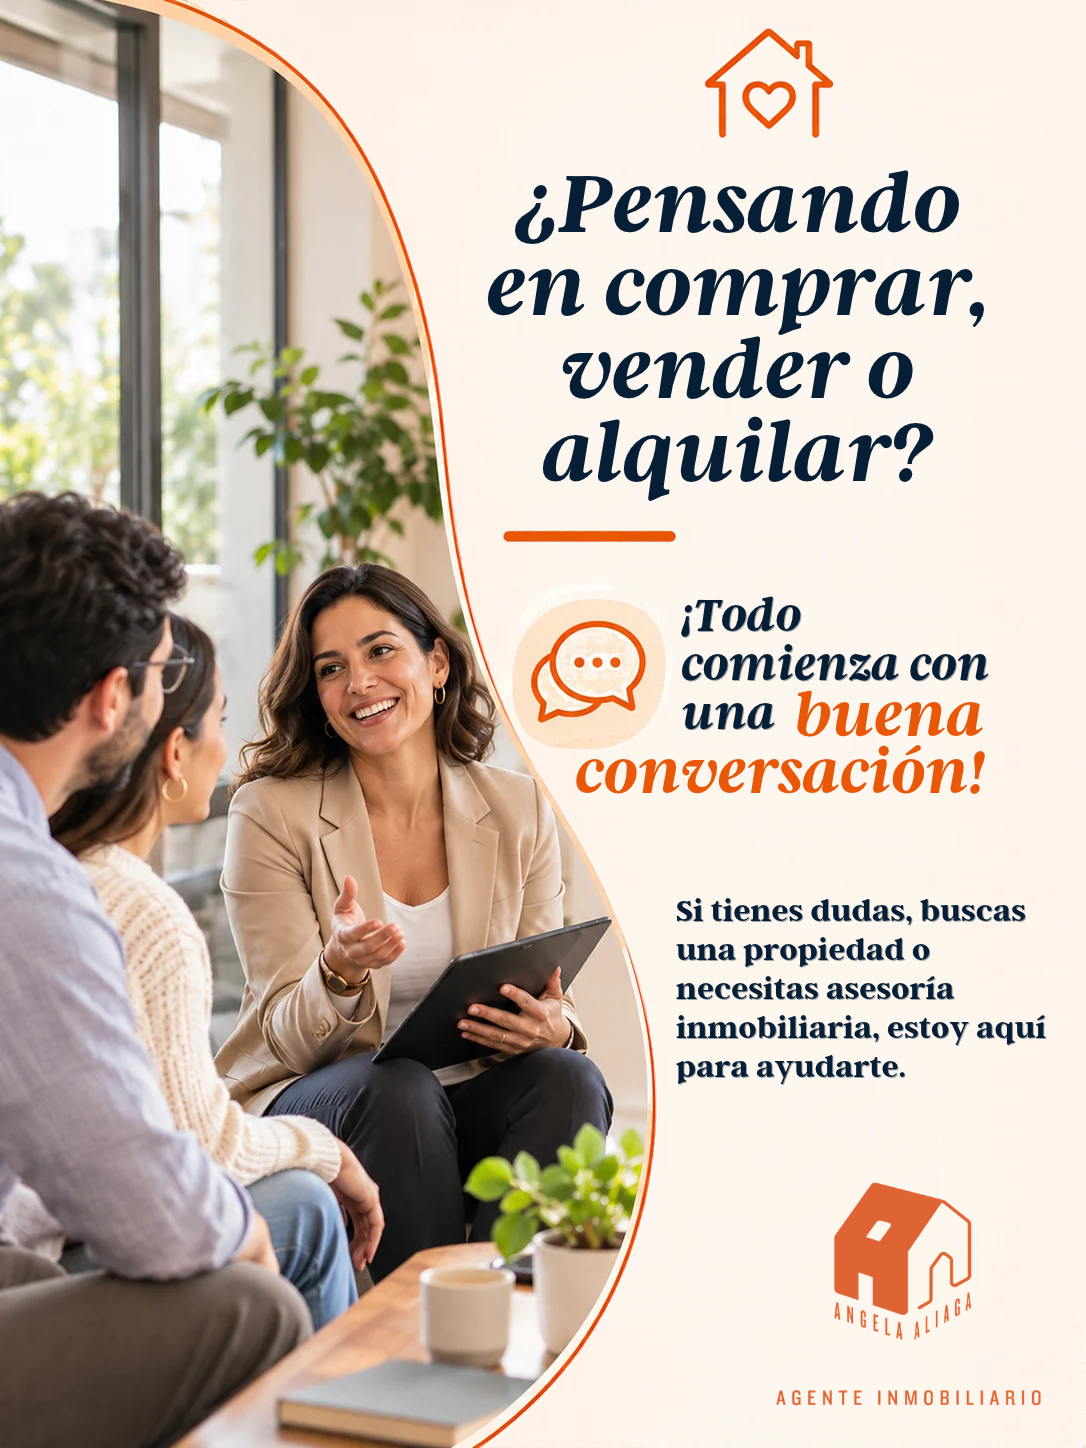 ¿Pensando
en comprar,
vender o
alquilar?
¡Todo
comienza con
una buena
conversación!
Si tienes dudas, buscas
una propiedad o
necesitas asesoría
inmobiliaria, estoy aquí
para ayudarte.
ANGELA ALIAGA
AGENTE INMOBILIARIO